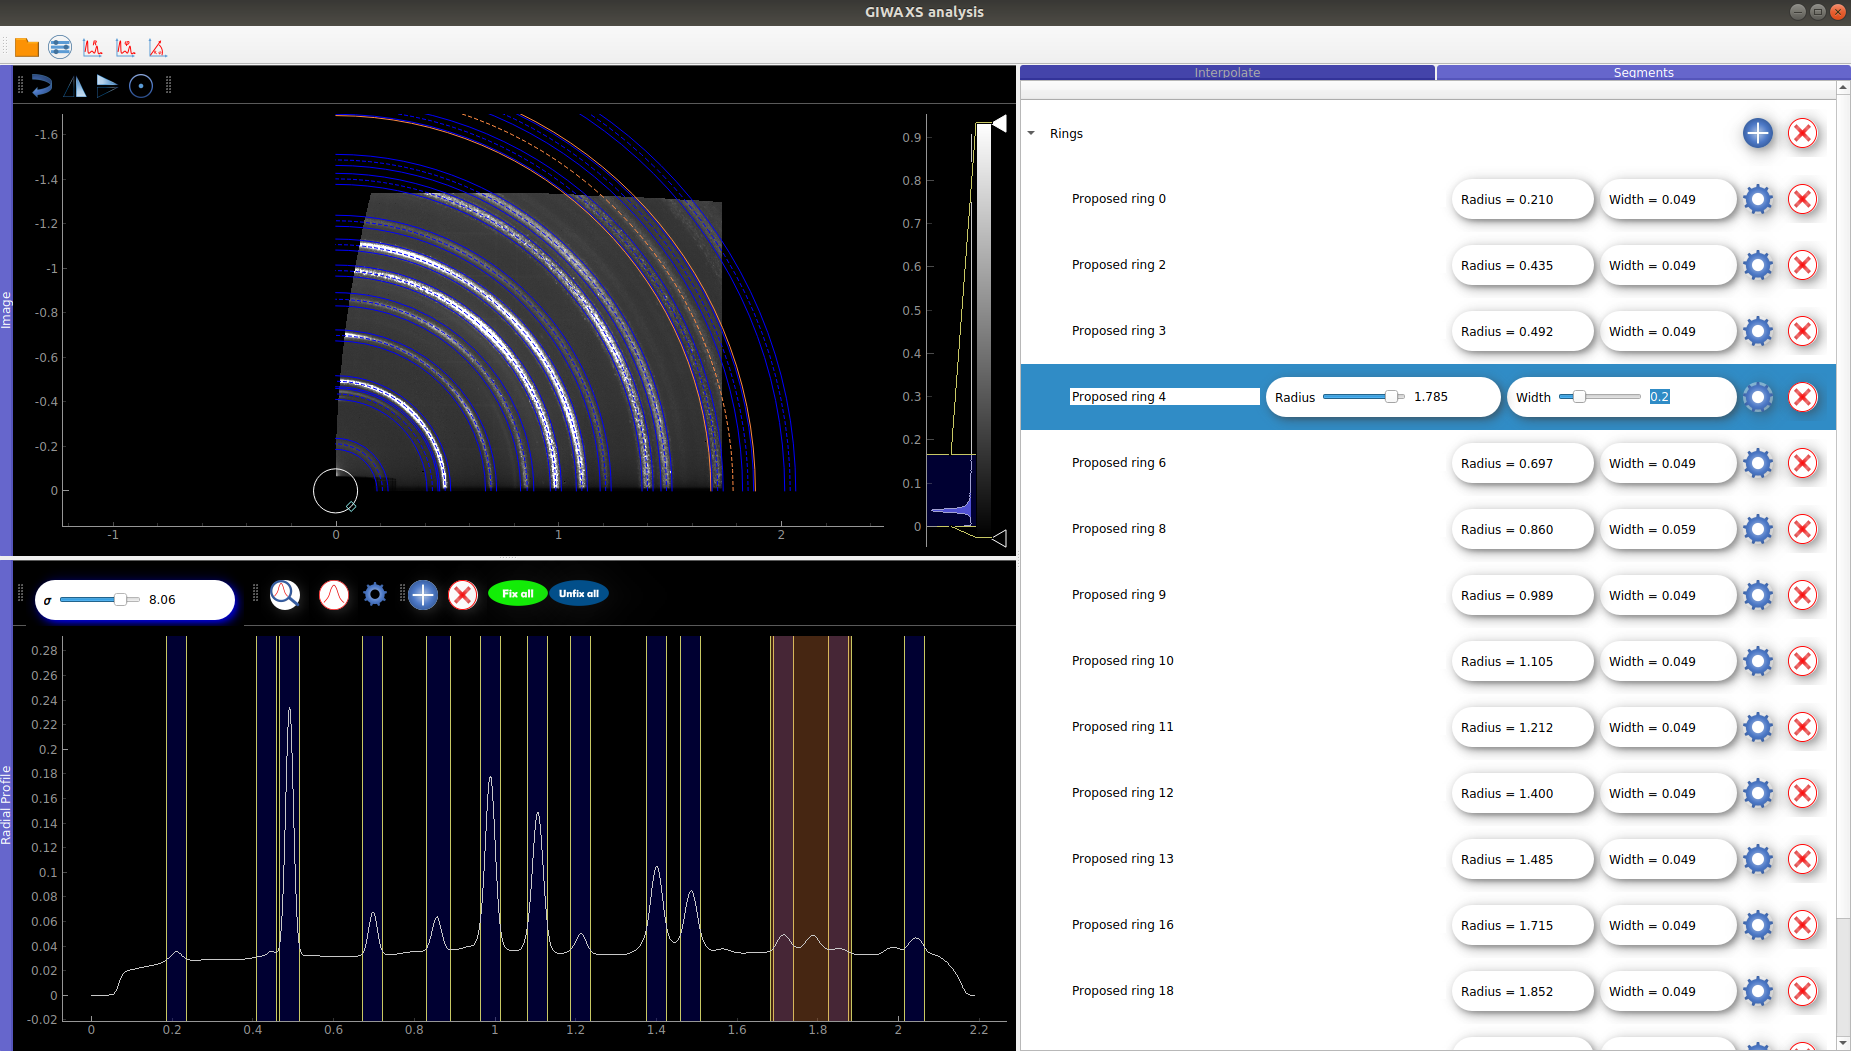 GIWAXS analysis
Image
-1.6
-1.4
-1.2
-1
-0.8
-0.6
-0.4
-0.2
0
-1
0
1
2
0.9
0.8
0.7
0.6
0.5
0.4
0.3
0.2
0.1
0
Radial Profile
σ 8.06
Fix all
Unfix all
0.28
0.26
0.24
0.22
0.2
0.18
0.16
0.14
0.12
0.1
0.08
0.06
0.04
0.02
0
-0.02
0
0.2
0.4
0.6
0.8
1
1.2
1.4
1.6
1.8
2
2.2
Interpolate
Segments
Rings
Proposed ring 0 Radius = 0.210 Width = 0.049
Proposed ring 2 Radius = 0.435 Width = 0.049
Proposed ring 3 Radius = 0.492 Width = 0.049
Proposed ring 4 Radius 1.785 Width 0.2
Proposed ring 6 Radius = 0.697 Width = 0.049
Proposed ring 8 Radius = 0.860 Width = 0.059
Proposed ring 9 Radius = 0.989 Width = 0.049
Proposed ring 10 Radius = 1.105 Width = 0.049
Proposed ring 11 Radius = 1.212 Width = 0.049
Proposed ring 12 Radius = 1.400 Width = 0.049
Proposed ring 13 Radius = 1.485 Width = 0.049
Proposed ring 16 Radius = 1.715 Width = 0.049
Proposed ring 18 Radius = 1.852 Width = 0.049